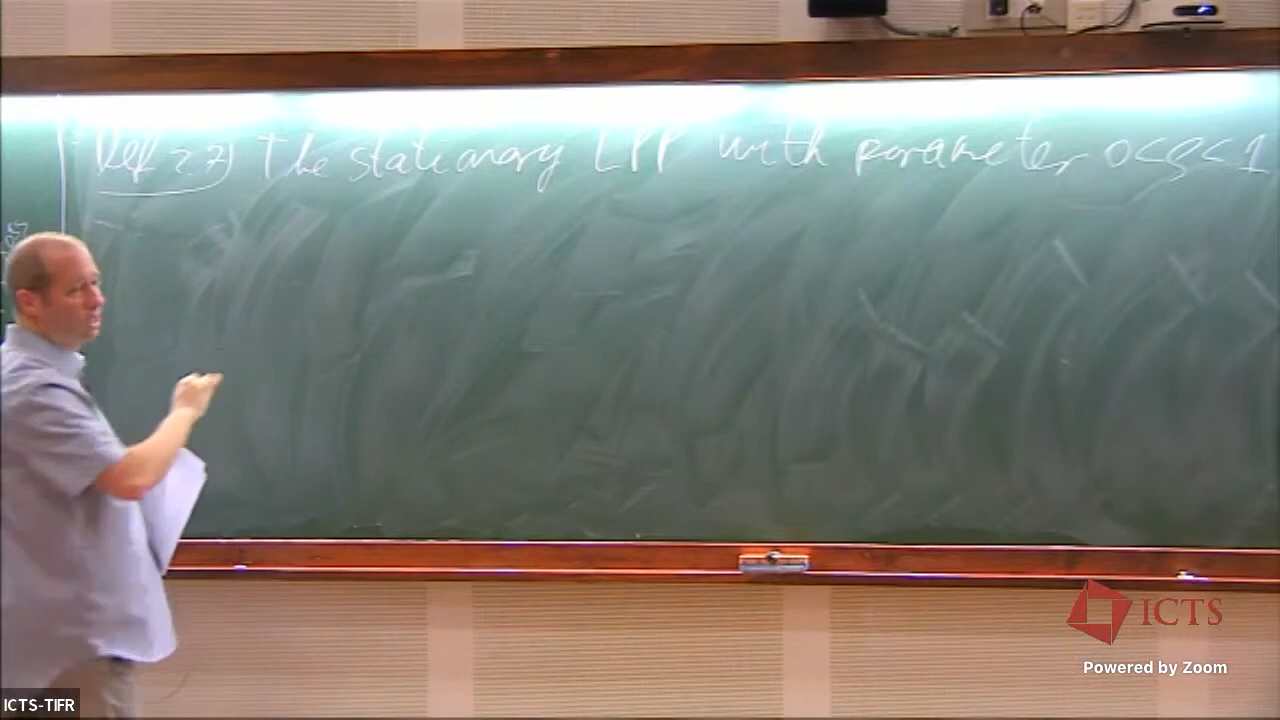 Def 2.7) The stationary LPP with parameter 0<ρ<1
ICTS
Powered by Zoom
ICTS-TIFR